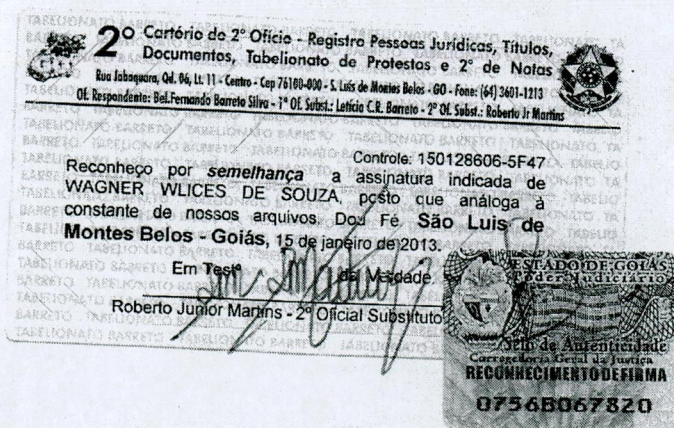 2º Cartório do 2º Ofício - Registro Pessoas Jurídicas, Títulos,
Documentos, Tabelionato de Protestos e 2º de Notas
Rua Jabaquara, Qd. 06, Lt. 11 - Centro - Cep 76100-000 - S. Luís de Montes Belos - GO - Fone: (64) 3601-1213
Of. Respondente: Bel. Fernando Barreto Silva - 1ª Of. Subst.: Letícia C.R. Barreto - 2º Of. Subst.: Roberto Jr Martins
Controle: 150128606-5F47
Reconheço por semelhança a assinatura indicada de
WAGNER WLICES DE SOUZA, posto que análoga à
constante de nossos arquivos. Dou Fé. São Luis de
Montes Belos - Goiás, 15 de janeiro de 2013.
Em Testº da Verdade.
Roberto Junior Martins - 2º Oficial Substituto
ESTADO DE GOIÁS
Poder Judiciário
Selo de Autenticidade
Corregedoria Geral da Justiça
RECONHECIMENTO DE FIRMA
0756B067820